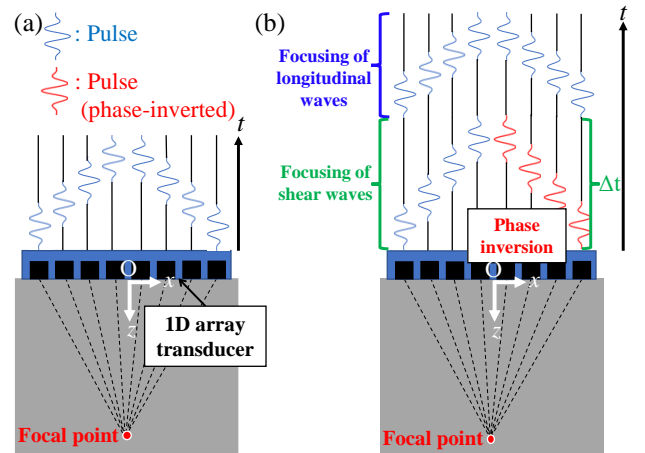 (a)
: Pulse
: Pulse
(phase-inverted)
t
O
x
z
1D array
transducer
Focal point
(b)
t
Focusing of
longitudinal
waves
Focusing of
shear waves
Δt
Phase
inversion
O
x
z
Focal point